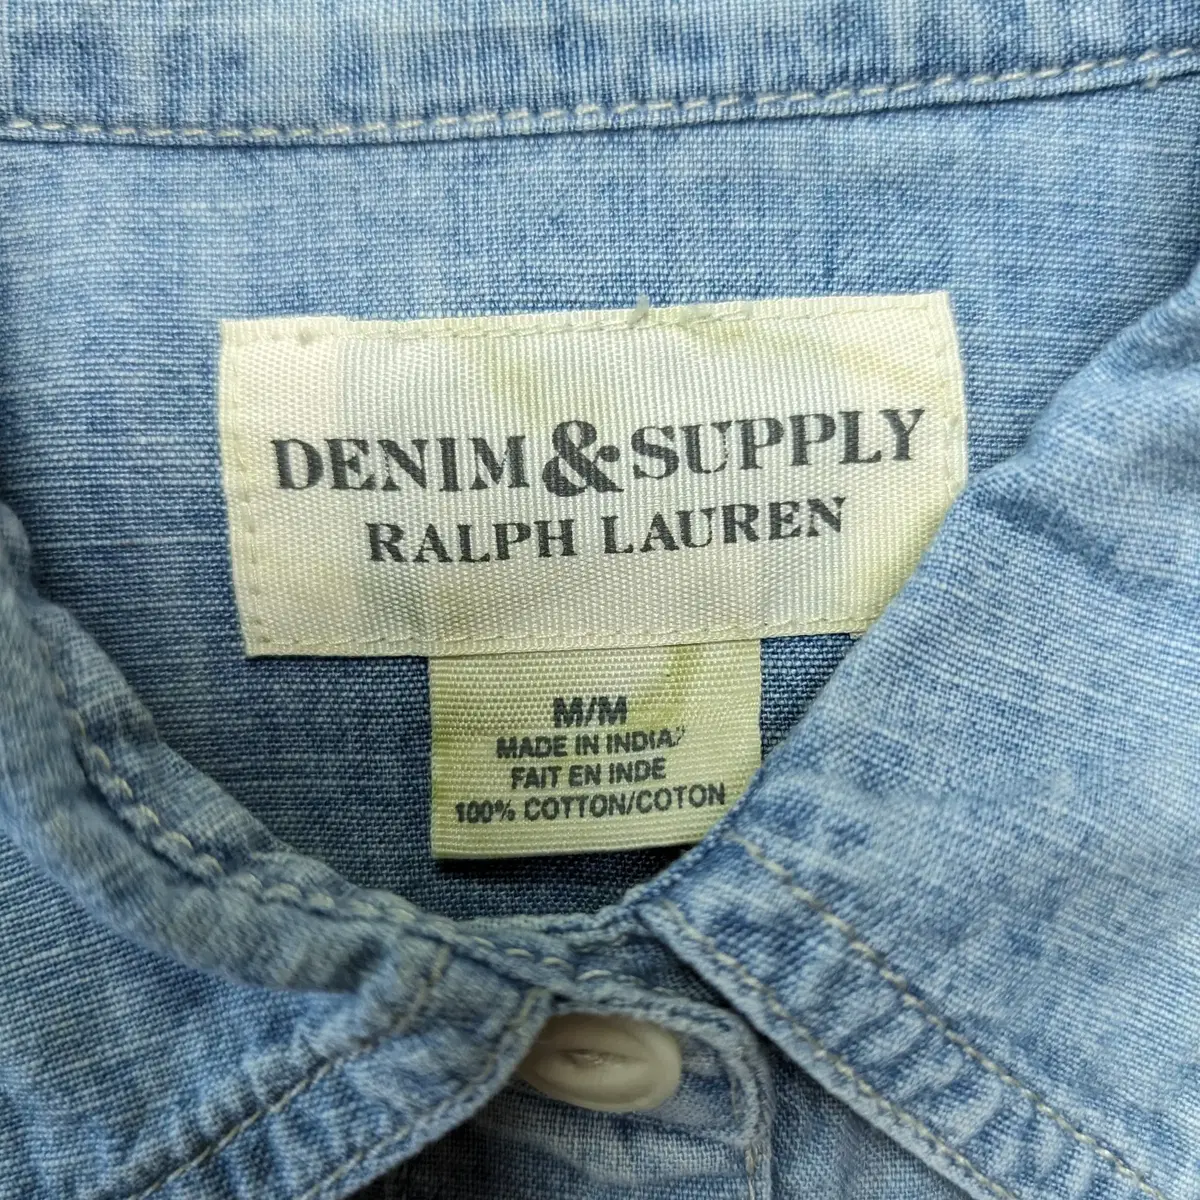 DENIM & SUPPLY
RALPH LAUREN
M/M
MADE IN INDIA
FAIT EN INDE
100% COTTON/COTON